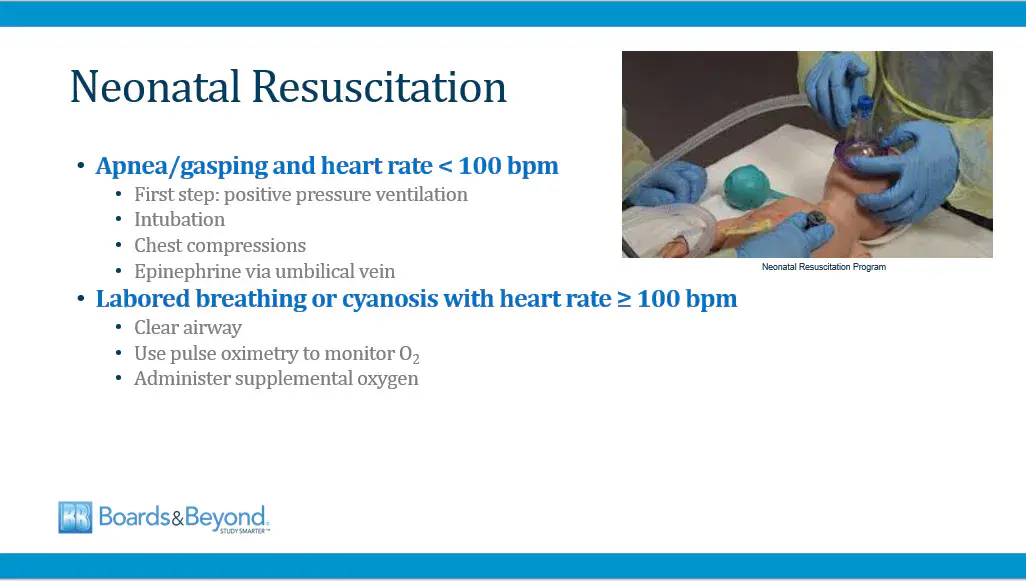 Neonatal Resuscitation
• Apnea/gasping and heart rate < 100 bpm
• First step: positive pressure ventilation
• Intubation
• Chest compressions
• Epinephrine via umbilical vein
• Labored breathing or cyanosis with heart rate ≥ 100 bpm
• Clear airway
• Use pulse oximetry to monitor O₂
• Administer supplemental oxygen
Neonatal Resuscitation Program
BB Boards&Beyond.
STUDY SMARTER™